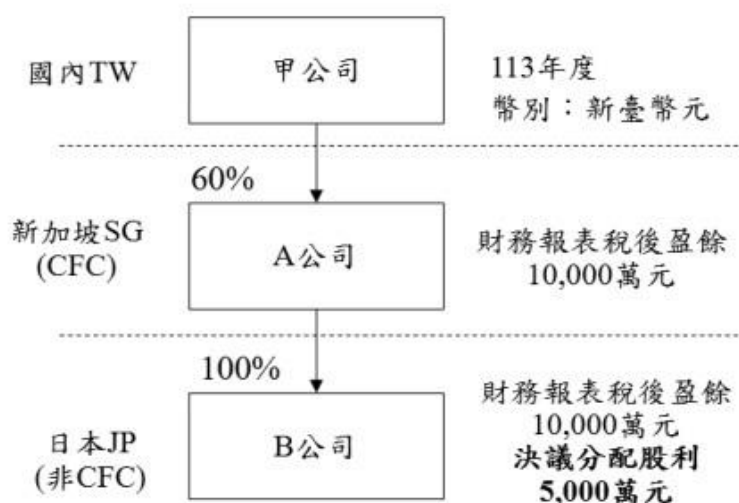 國內TW
甲公司
113年度
幣別：新臺幣元
60%
新加坡SG
(CFC)
A公司
財務報表稅後盈餘
10,000萬元
100%
日本JP
(非CFC)
B公司
財務報表稅後盈餘
10,000萬元
決議分配股利
5,000萬元